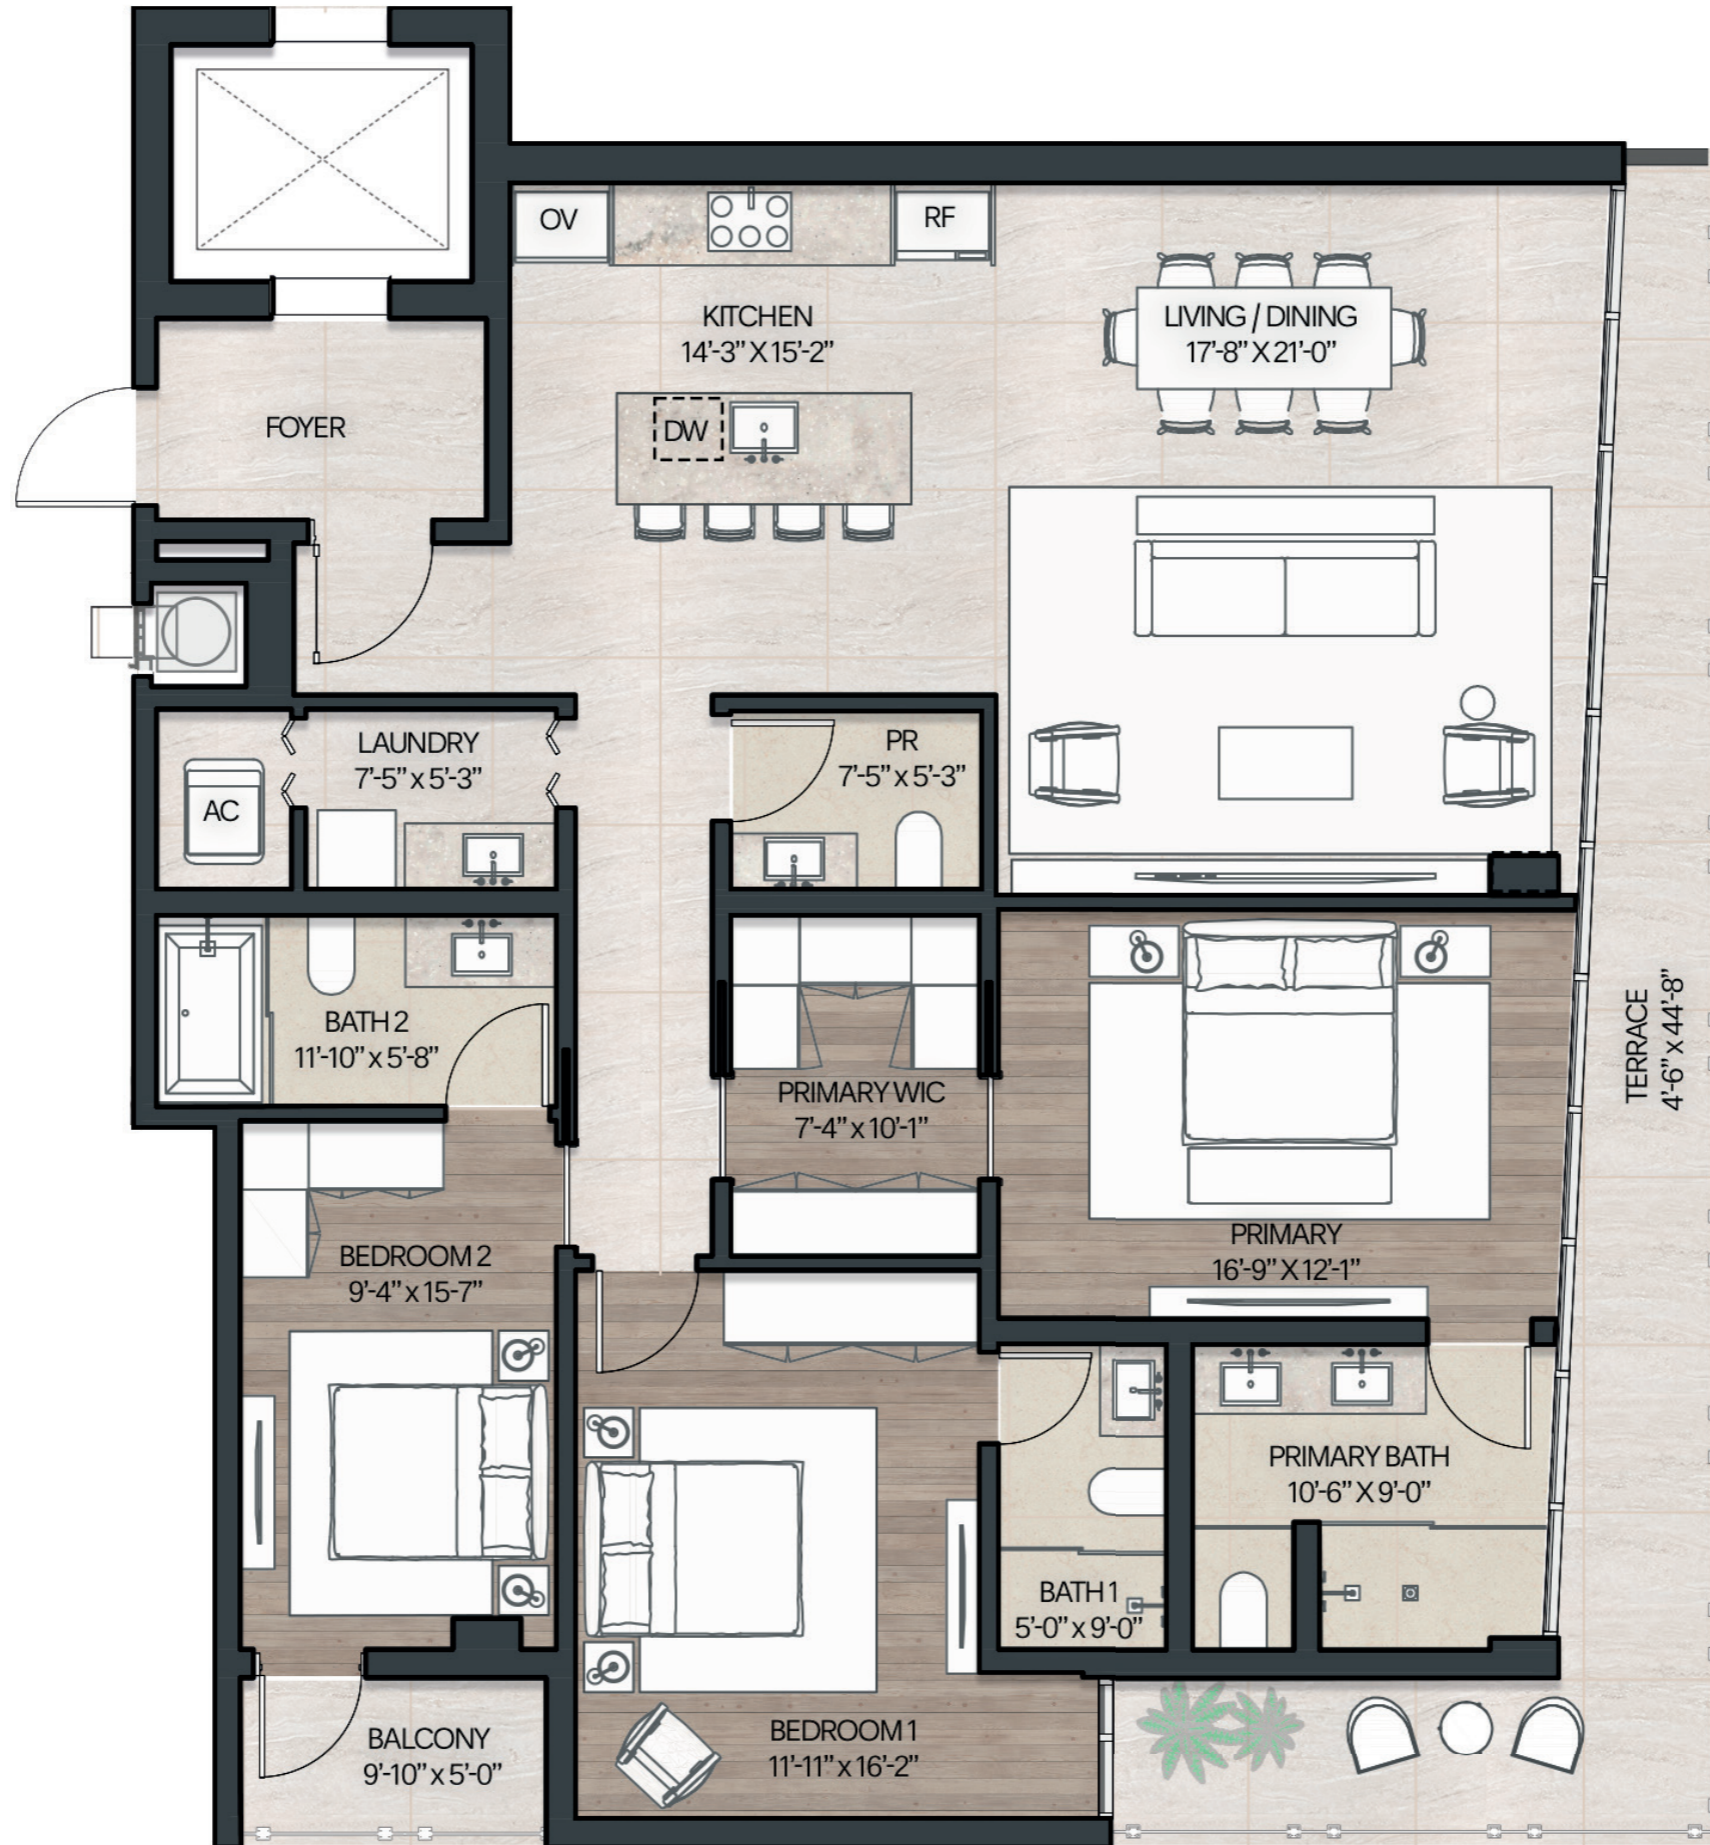 OV
RF
KITCHEN
14'-3" X 15'-2"
LIVING / DINING
17'-8" X 21'-0"
FOYER
DW
LAUNDRY
7'-5" x 5'-3"
PR
7'-5" x 5'-3"
AC
BATH 2
11'-10" x 5'-8"
PRIMARY WIC
7'-4" x 10'-1"
TERRACE
4'-6" x 44'-8"
PRIMARY
16'-9" X 12'-1"
BEDROOM 2
9'-4" x 15'-7"
PRIMARY BATH
10'-6" X 9'-0"
BATH 1
5'-0" x 9'-0"
BEDROOM 1
11'-11" x 16'-2"
BALCONY
9'-10" x 5'-0"